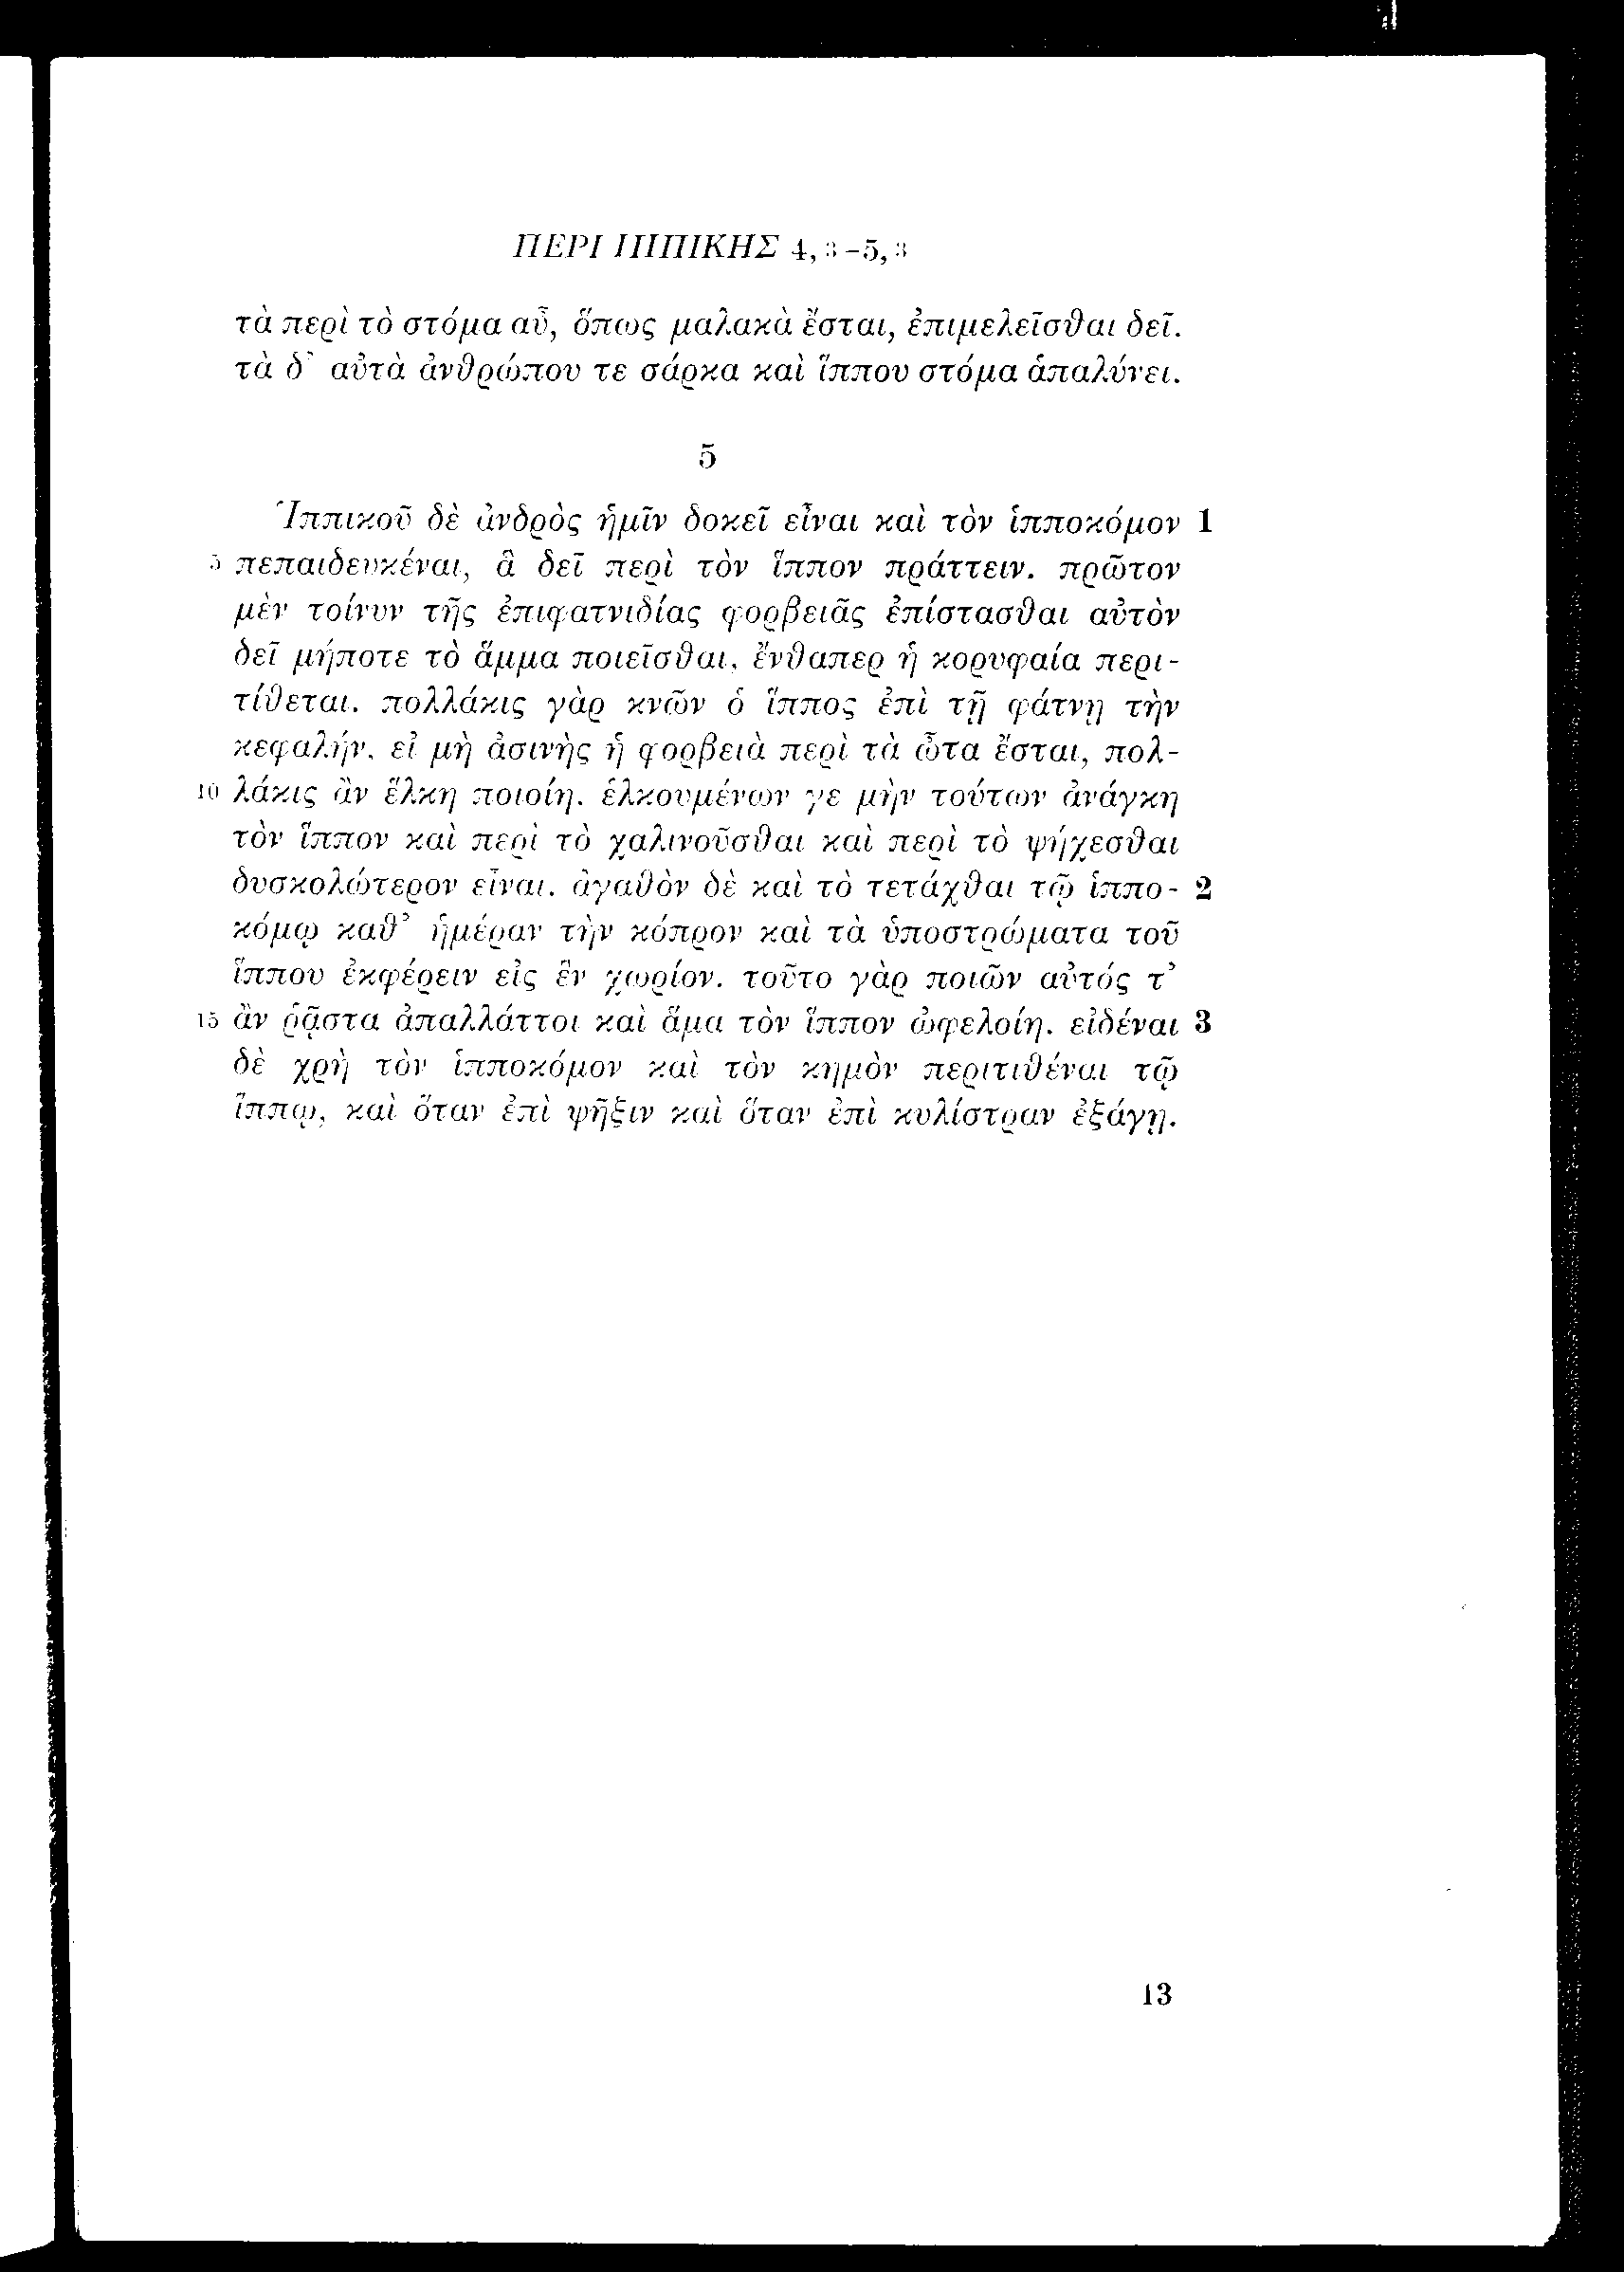 ΠΕΡΙ ΙΠΠΙΚΗΣ 4, 3-5, 3
τὰ περὶ τὸ στόμα αὖ, ὅπως μαλακὰ ἔσται, ἐπιμελεῖσθαι δεῖ.
τὰ δ᾽ αὐτὰ ἀνθρώπου τε σάρκα καὶ ἵππου στόμα ἁπαλύνει.
5
Ἱππικοῦ δὲ ἀνδρὸς ἡμῖν δοκεῖ εἶναι καὶ τὸν ἱπποκόμον 1
5 πεπαιδευκέναι, ἃ δεῖ περὶ τὸν ἵππον πράττειν. πρῶτον
μὲν τοίνυν τῆς ἐπιφατνιδίας φορβειᾶς ἐπίστασθαι αὐτὸν
δεῖ μήποτε τὸ ἅμμα ποιεῖσθαι, ἔνθαπερ ἡ κορυφαία περι-
τίθεται. πολλάκις γὰρ κνῶν ὁ ἵππος ἐπὶ τῇ φάτνῃ τὴν
κεφαλήν, εἰ μὴ ἀσινὴς ἡ φορβειὰ περὶ τὰ ὦτα ἔσται, πολ-
10 λάκις ἂν ἕλκη ποιοίη. ἑλκουμένων γε μὴν τούτων ἀνάγκη
τὸν ἵππον καὶ περὶ τὸ χαλινοῦσθαι καὶ περὶ τὸ ψήχεσθαι
δυσκολώτερον εἶναι. ἀγαθὸν δὲ καὶ τὸ τετάχθαι τῷ ἱππο- 2
κόμῳ καθ᾽ ἡμέραν τὴν κόπρον καὶ τὰ ὑποστρώματα τοῦ
ἵππου ἐκφέρειν εἰς ἓν χωρίον. τοῦτο γὰρ ποιῶν αὐτός τ᾽
15 ἂν ῥᾷστα ἀπαλλάττοι καὶ ἅμα τὸν ἵππον ὠφελοίη. εἰδέναι 3
δὲ χρὴ τὸν ἱπποκόμον καὶ τὸν κημὸν περιτιθέναι τῷ
ἵππῳ, καὶ ὅταν ἐπὶ ψῆξιν καὶ ὅταν ἐπὶ κυλίστραν ἐξάγῃ.
13